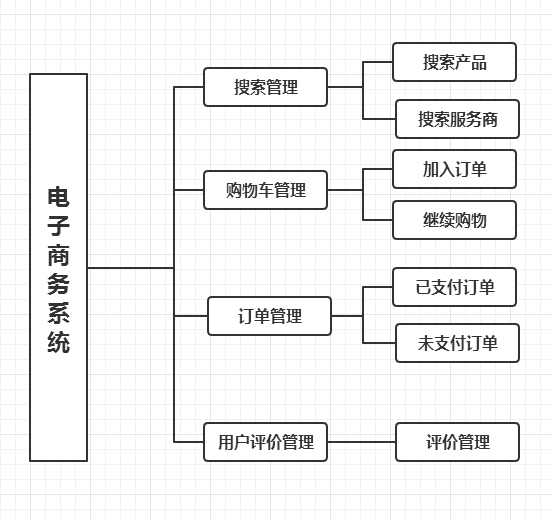 电子商务系统
搜索管理
搜索产品
搜索服务商
购物车管理
加入订单
继续购物
订单管理
已支付订单
未支付订单
用户评价管理
评价管理